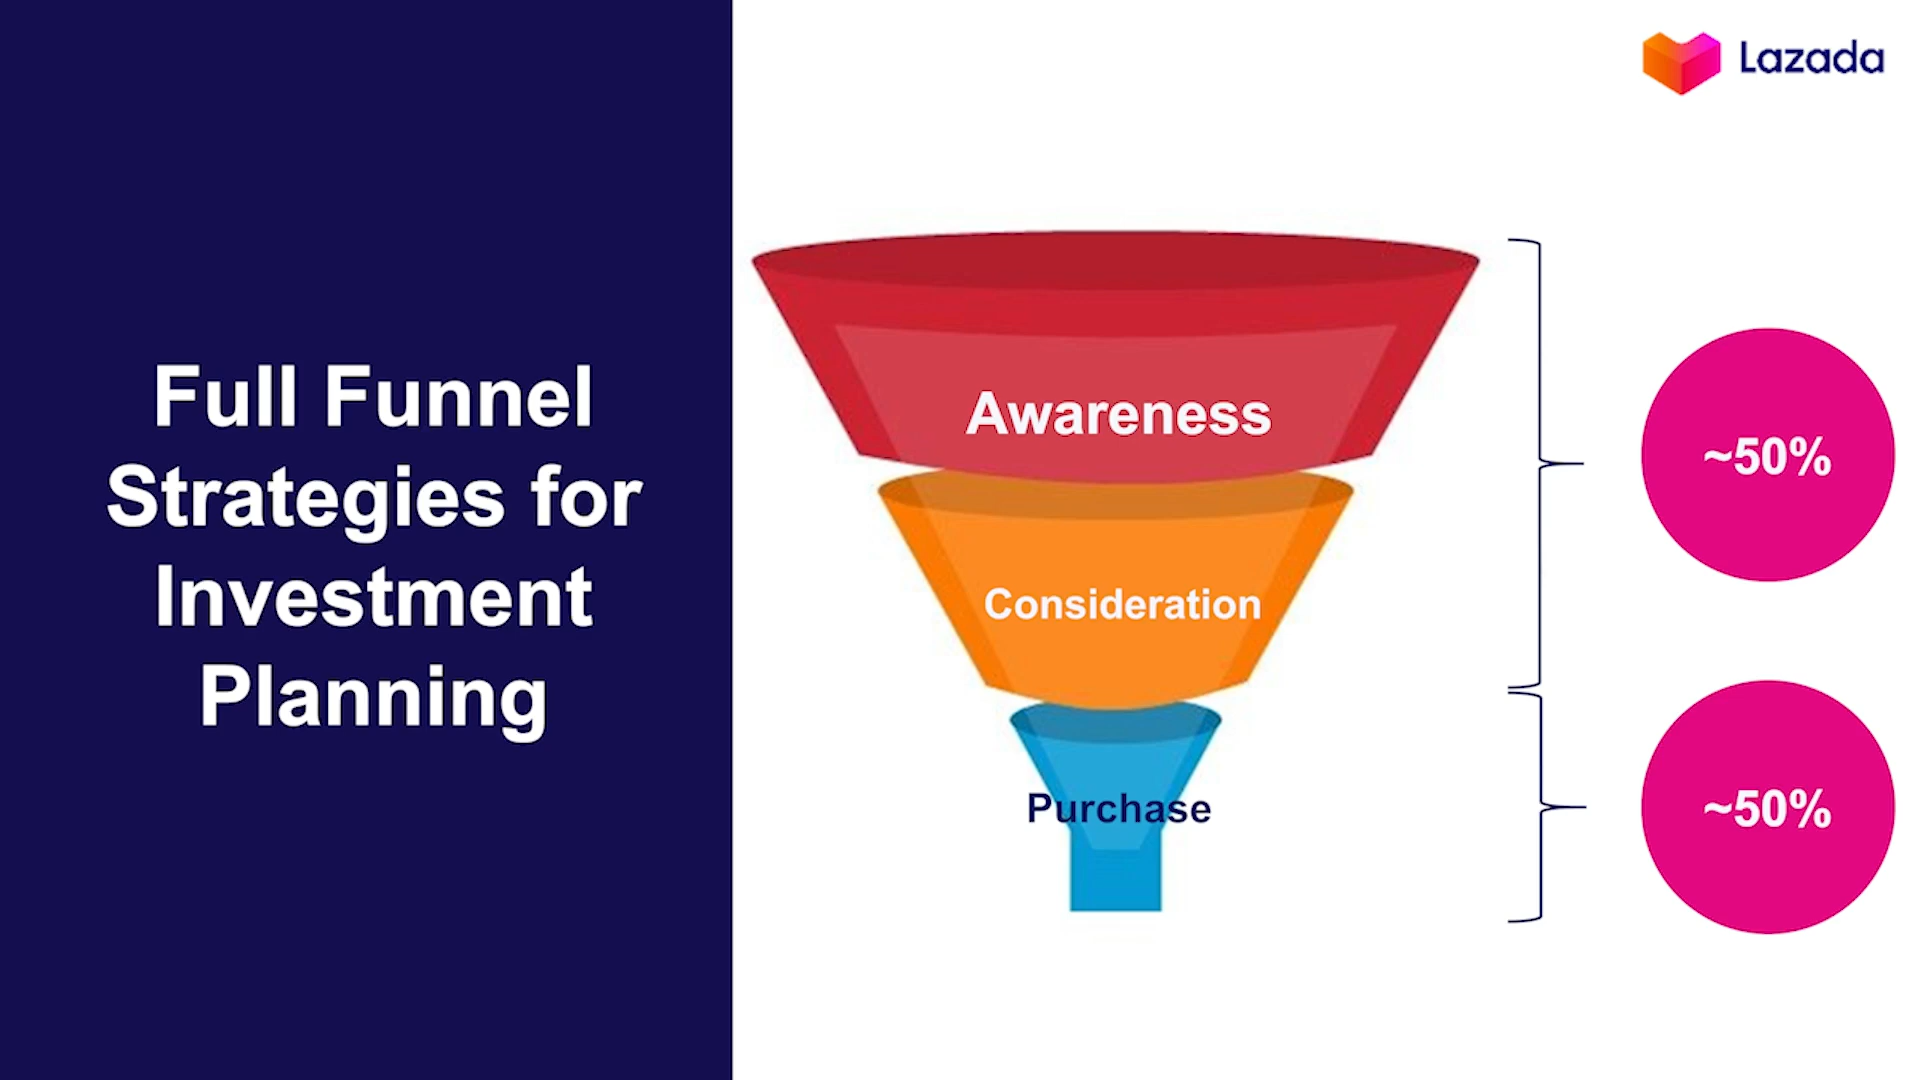 Full Funnel
Strategies for
Investment
Planning
Lazada
Awareness
Consideration
Purchase
~50%
~50%